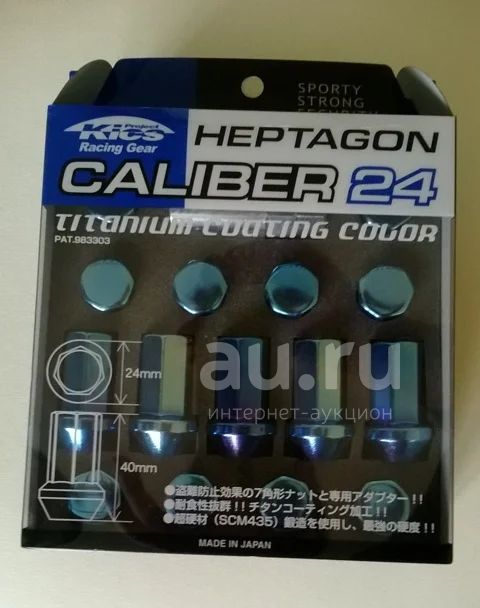 SPORTY
STRONG
SECURITY
Project
Kics
Racing Gear
HEPTAGON
CALIBER 24
TITANIUM COATING COLOR
PAT.983303
au.ru
интернет-аукцион
24mm
40mm
●盗難防止効果の7角形ナットと専用アダプター!!
●耐食性抜群!!チタンコーティング加工!!
●超硬材(SCM435)鍛造を使用し、最強の硬度!!
MADE IN JAPAN